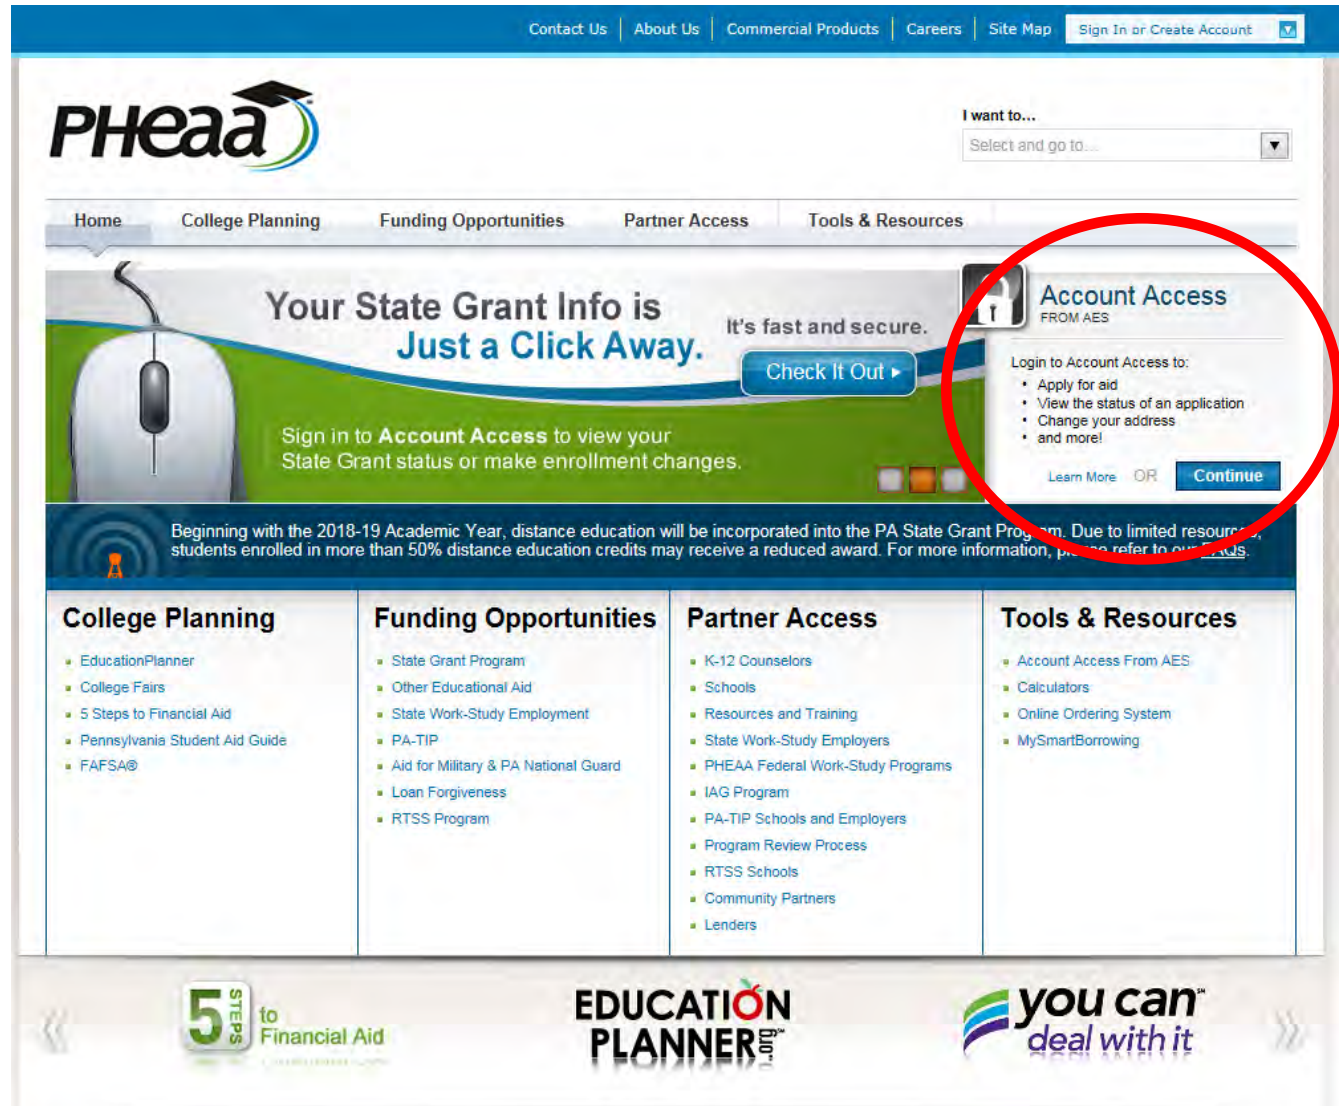 Contact Us About Us Commercial Products Careers Site Map Sign In or Create Account
PHEAA
I want to...
Select and go to...
Home College Planning Funding Opportunities Partner Access Tools & Resources
Your State Grant Info is
Just a Click Away.
It's fast and secure.
Check It Out
Sign in to Account Access to view your
State Grant status or make enrollment changes.
Account Access
FROM AES
Login to Account Access to:
Apply for aid
View the status of an application
Change your address
and more!
Learn More OR Continue
Beginning with the 2018-19 Academic Year, distance education will be incorporated into the PA State Grant Program. Due to limited resources,
students enrolled in more than 50% distance education credits may receive a reduced award. For more information, please refer to our FAQs.
College Planning
EducationPlanner
College Fairs
5 Steps to Financial Aid
Pennsylvania Student Aid Guide
FAFSA®
Funding Opportunities
State Grant Program
Other Educational Aid
State Work-Study Employment
PA-TIP
Aid for Military & PA National Guard
Loan Forgiveness
RTSS Program
Partner Access
K-12 Counselors
Schools
Resources and Training
State Work-Study Employers
PHEAA Federal Work-Study Programs
IAG Program
PA-TIP Schools and Employers
Program Review Process
RTSS Schools
Community Partners
Lenders
Tools & Resources
Account Access From AES
Calculators
Online Ordering System
MySmartBorrowing
5 STEPS to
Financial Aid
EDUCATION
PLANNER.org℠
you can℠
deal with it